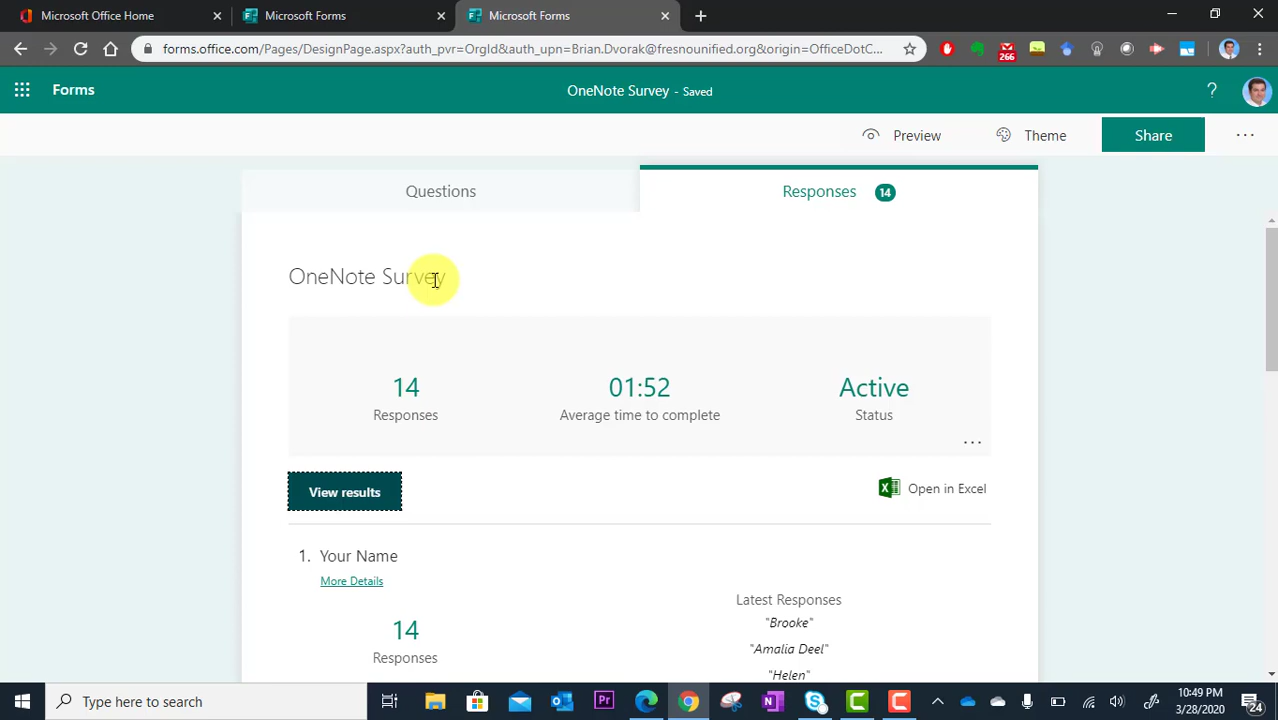 Microsoft Office Home
Microsoft Forms
Microsoft Forms
forms.office.com/Pages/DesignPage.aspx?auth_pvr=OrgId&auth_upn=Brian.Dvorak@fresnounified.org&origin=OfficeDotC...
266
Forms
OneNote Survey - Saved
?
Preview
Theme
Share
Questions
Responses 14
OneNote Survey
14
Responses
01:52
Average time to complete
Active
Status
View results
Open in Excel
1. Your Name
More Details
14
Responses
Latest Responses
"Brooke"
"Amalia Deel"
"Helen"
Type here to search
Pr
10:49 PM
3/28/2020
24